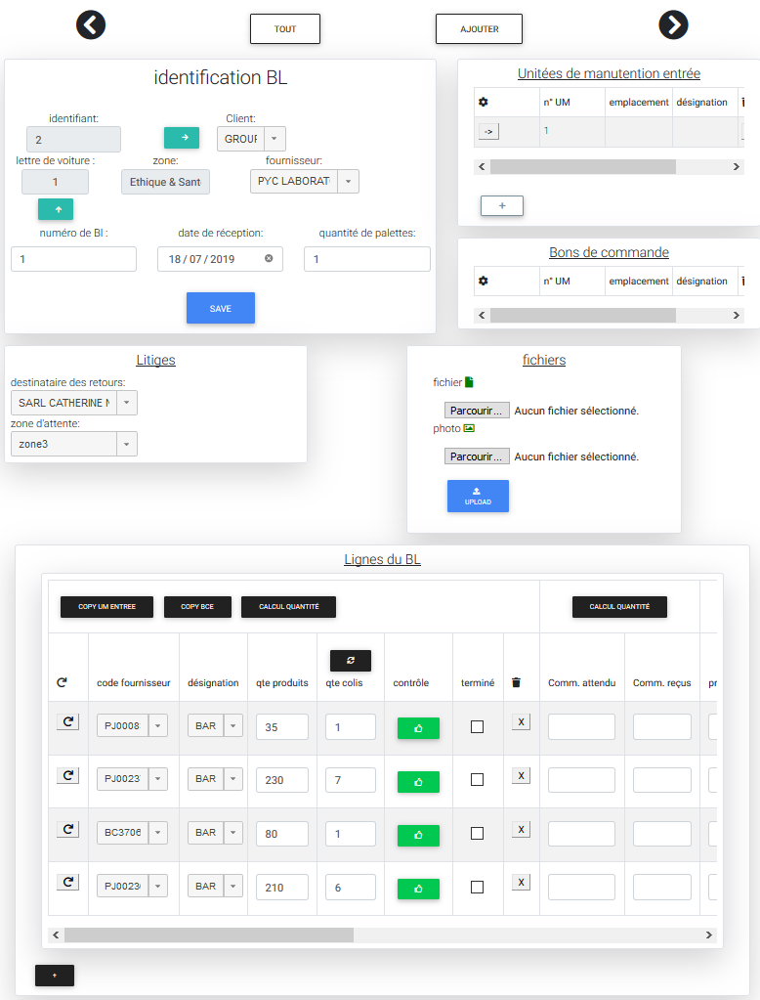 TOUT AJOUTER
identification BL
identifiant: Client:
2 GROUF
lettre de voiture : zone: fournisseur:
1 Ethique & Sant PYC LABORAT
numéro de Bl : date de réception: quantité de palettes:
1 18 / 07 / 2019 1
SAVE
Unitées de manutention entrée
n° UM emplacement désignation
-> 1
+
Bons de commande
n° UM emplacement désignation
Litiges
destinataire des retours:
SARL CATHERINE N
zone d'attente:
zone3
fichiers
fichier
Parcourir... Aucun fichier sélectionné.
photo
Parcourir... Aucun fichier sélectionné.
UPLOAD
Lignes du BL
COPY UM ENTREE COPY BCE CALCUL QUANTITÉ CALCUL QUANTITÉ
code fournisseur désignation qte produits qte colis contrôle terminé Comm. attendu Comm. reçus pr
PJ0008 BAR 35 1 X
PJ0023 BAR 230 7 X
BC3706 BAR 80 1 X
PJ0023 BAR 210 6 X
+